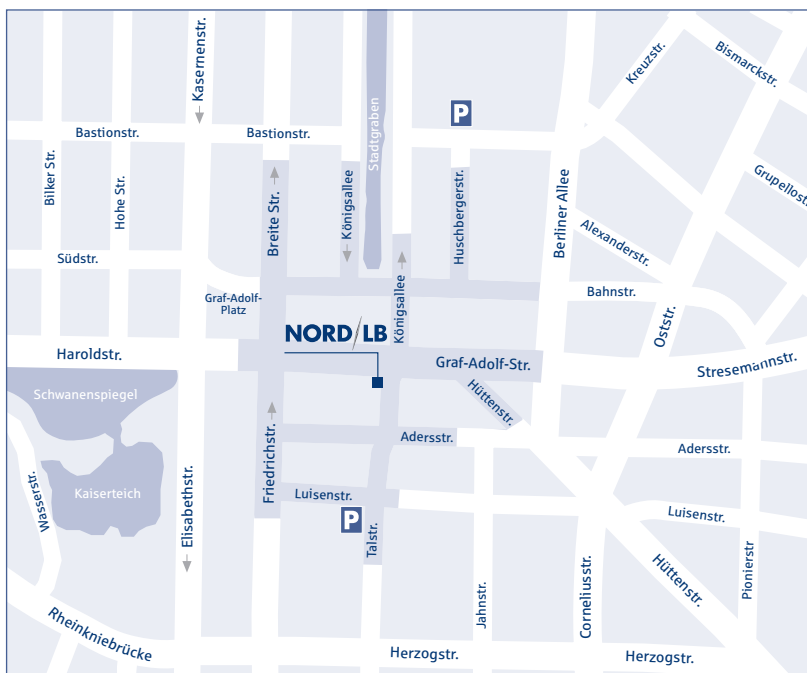 Kasernenstr.
Kreuzstr.
Bismarckstr.
P
Bastionstr.
Bastionstr.
Stadtgraben
Bilker Str.
Hohe Str.
Breite Str.
Königsallee
Huschbergerstr.
Berliner Allee
Grupellostr.
Alexanderstr.
Südstr.
Graf-Adolf-
Platz
Königsallee
Bahnstr.
Oststr.
NORD/LB
Haroldstr.
Graf-Adolf-Str.
Stresemannstr.
Schwanenspiegel
Hüttenstr.
Friedrichstr.
Adersstr.
Adersstr.
Wasserstr.
Kaiserteich
Elisabethstr.
Luisenstr.
P
Talstr.
Luisenstr.
Hüttenstr.
Pionierstr
Jahnstr.
Corneliusstr.
Rheinkniebrücke
Herzogstr.
Herzogstr.